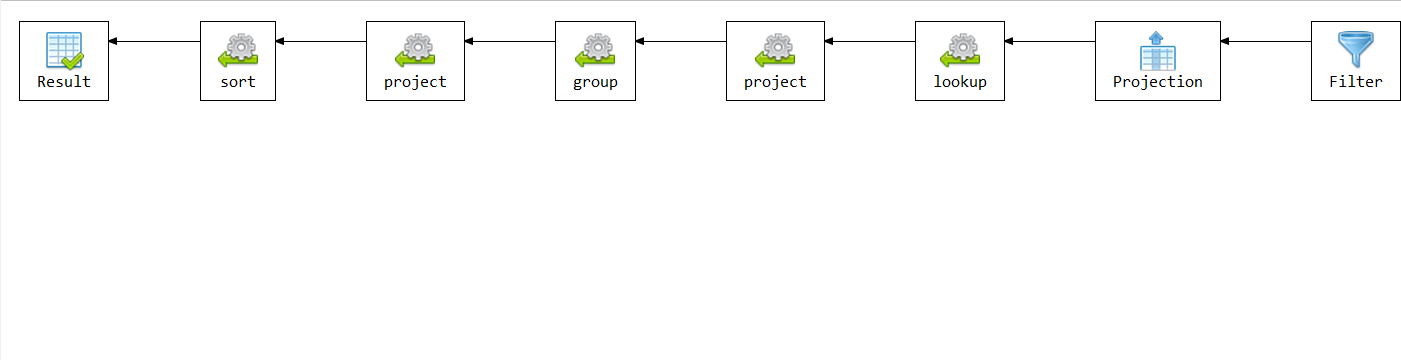 Result
sort
project
group
project
lookup
Projection
Filter